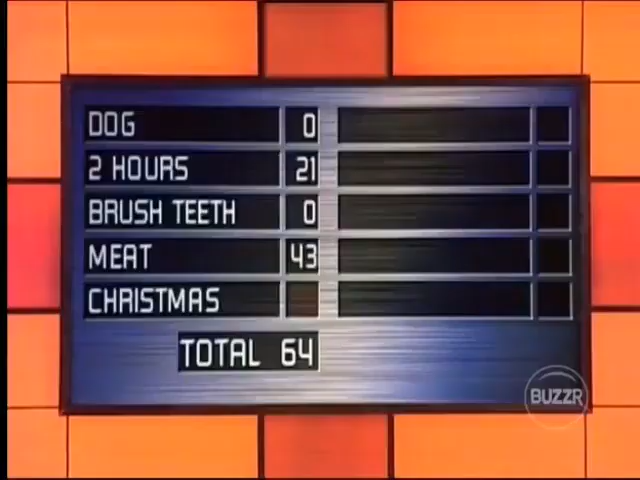 DOG 0
2 HOURS 21
BRUSH TEETH 0
MEAT 43
CHRISTMAS
TOTAL 64
BUZZR